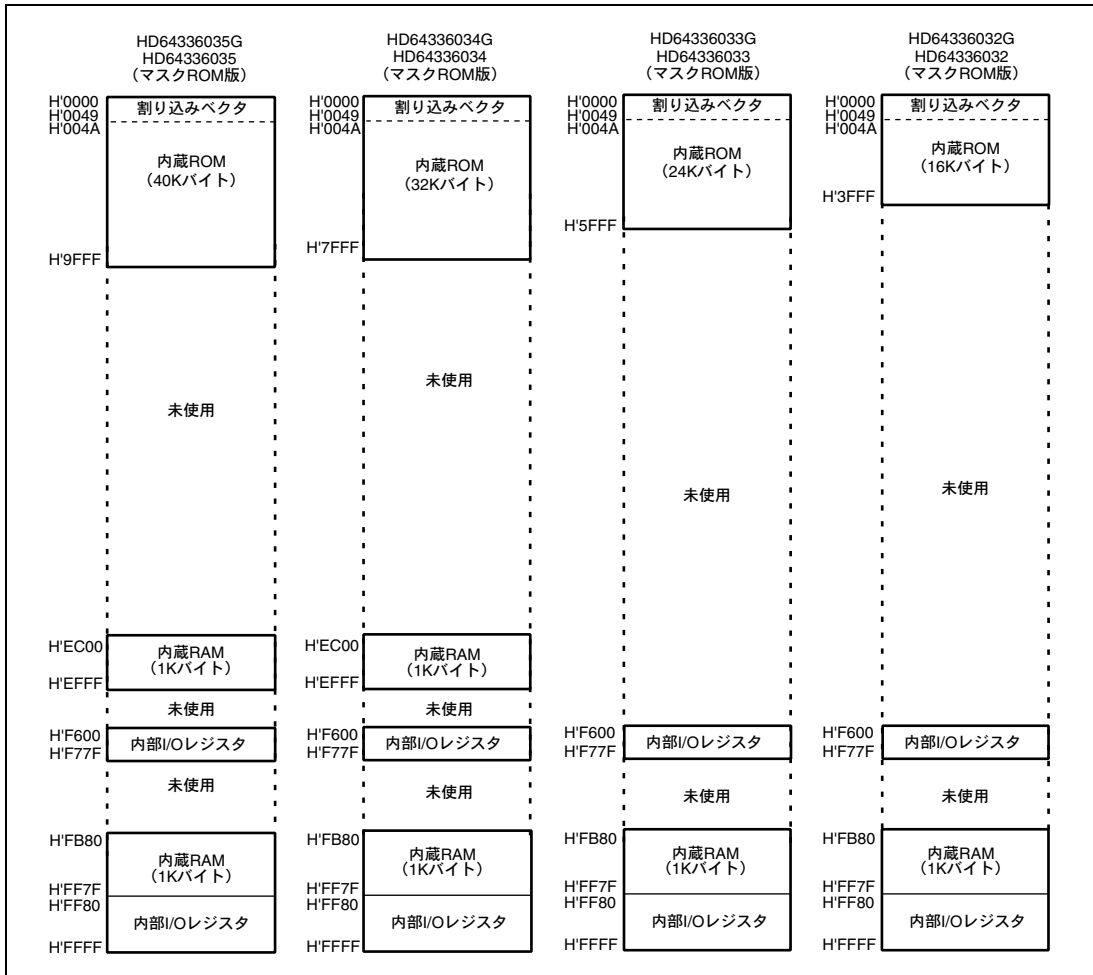 HD64336035G
HD64336035
（マスクROM版）
H'0000
H'0049
H'004A
割り込みベクタ
内蔵ROM
（40Kバイト）
H'9FFF
未使用
H'EC00
内蔵RAM
（1Kバイト）
H'EFFF
未使用
H'F600
H'F77F
内部I/Oレジスタ
未使用
H'FB80
内蔵RAM
（1Kバイト）
H'FF7F
H'FF80
内部I/Oレジスタ
H'FFFF
HD64336034G
HD64336034
（マスクROM版）
H'0000
H'0049
H'004A
割り込みベクタ
内蔵ROM
（32Kバイト）
H'7FFF
未使用
H'EC00
内蔵RAM
（1Kバイト）
H'EFFF
未使用
H'F600
H'F77F
内部I/Oレジスタ
未使用
H'FB80
内蔵RAM
（1Kバイト）
H'FF7F
H'FF80
内部I/Oレジスタ
H'FFFF
HD64336033G
HD64336033
（マスクROM版）
H'0000
H'0049
H'004A
割り込みベクタ
内蔵ROM
（24Kバイト）
H'5FFF
未使用
H'F600
H'F77F
内部I/Oレジスタ
未使用
H'FB80
内蔵RAM
（1Kバイト）
H'FF7F
H'FF80
内部I/Oレジスタ
H'FFFF
HD64336032G
HD64336032
（マスクROM版）
H'0000
H'0049
H'004A
割り込みベクタ
内蔵ROM
（16Kバイト）
H'3FFF
未使用
H'F600
H'F77F
内部I/Oレジスタ
未使用
H'FB80
内蔵RAM
（1Kバイト）
H'FF7F
H'FF80
内部I/Oレジスタ
H'FFFF